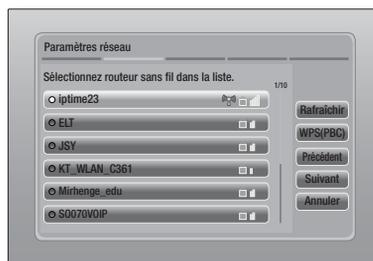 Paramètres réseau
Sélectionnez routeur sans fil dans la liste.
1/10
iptime23
ELT
JSY
KT_WLAN_C361
Mirhenge_edu
SO070VOIP
Rafraîchir
WPS(PBC)
Précédent
Suivant
Annuler